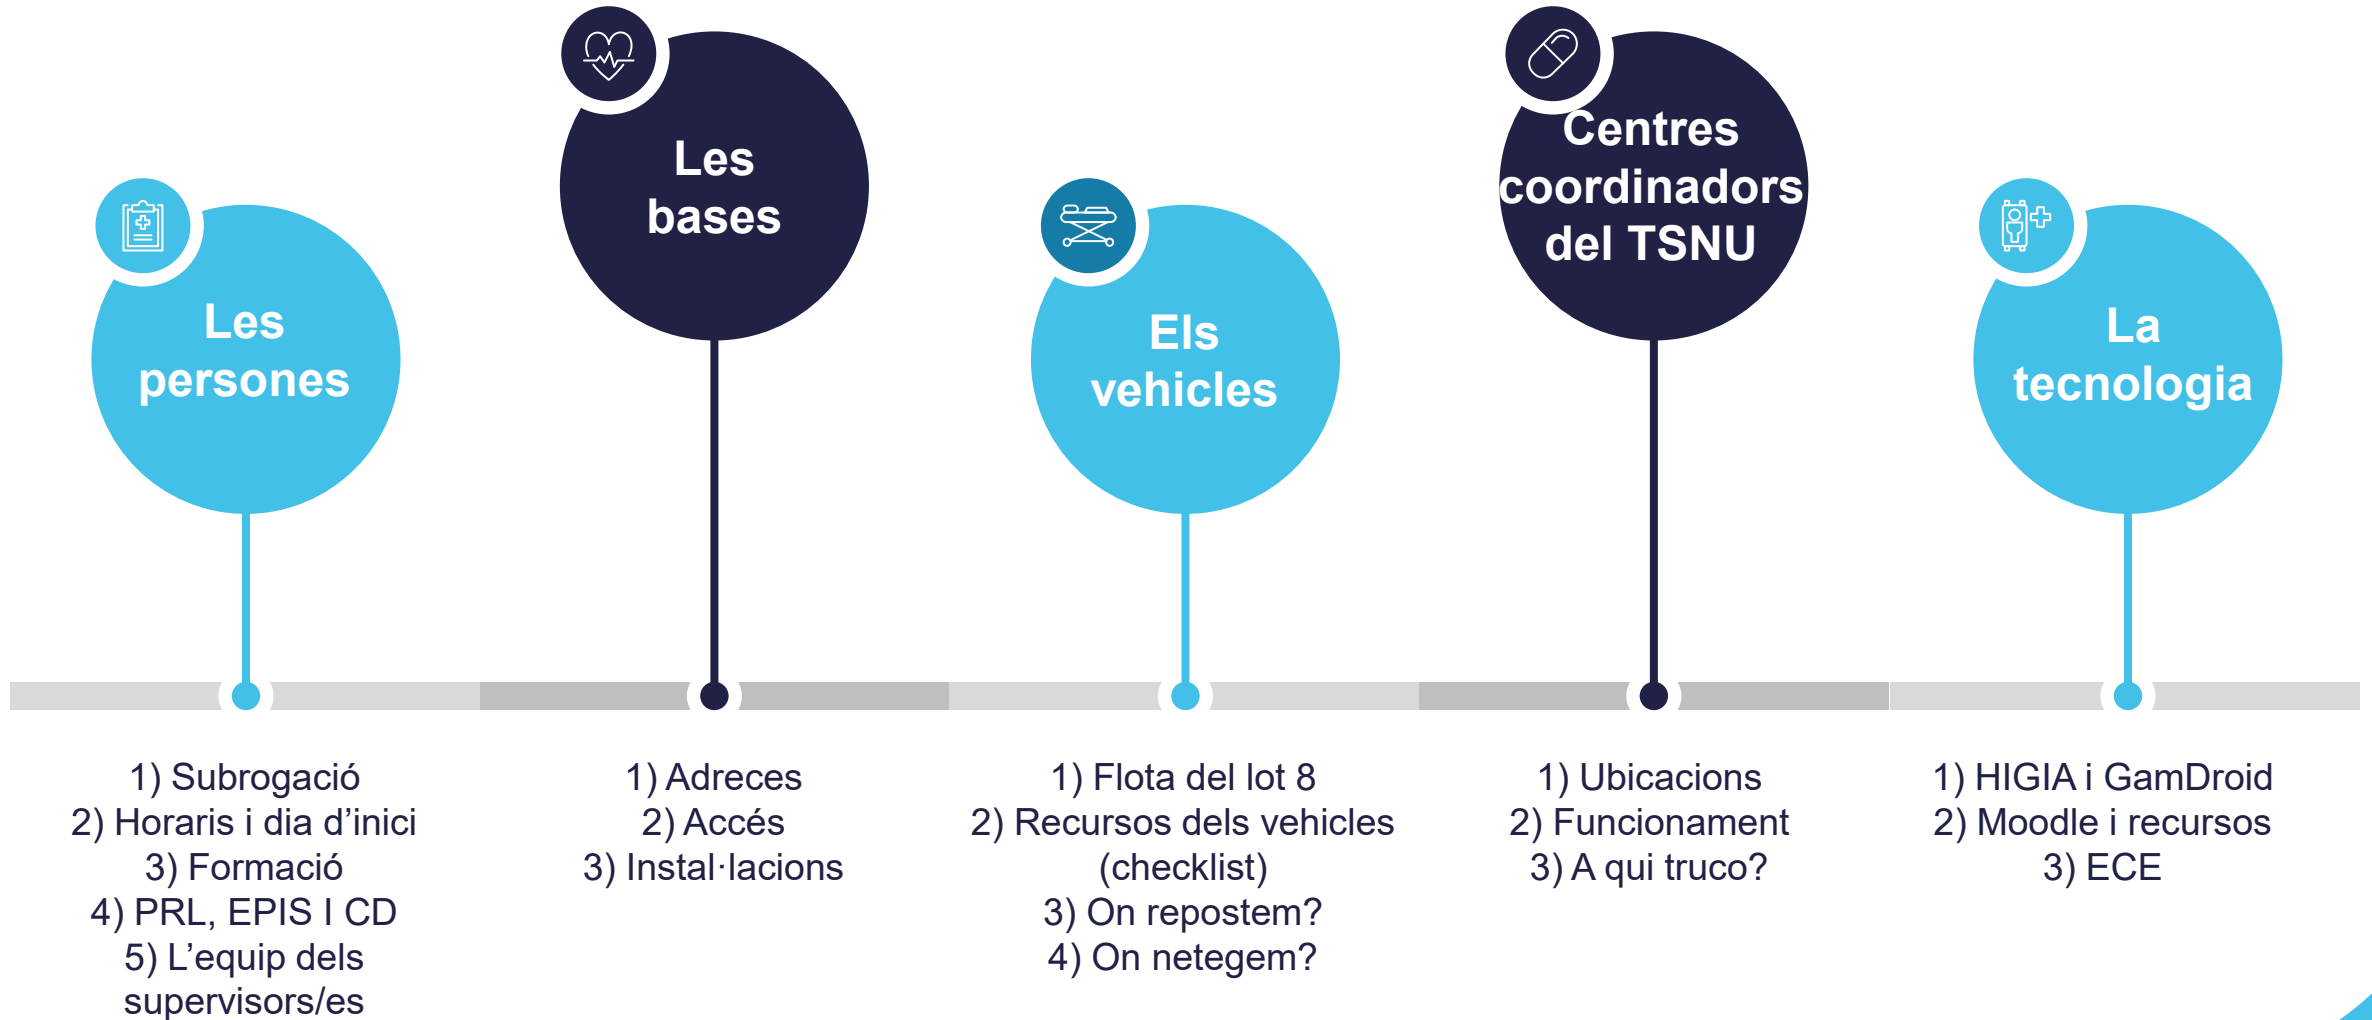 Les
persones
Les
bases
Els
vehicles
Centres
coordinadors
del TSNU
La
tecnologia
1) Subrogació
2) Horaris i dia d’inici
3) Formació
4) PRL, EPIS I CD
5) L’equip dels
supervisors/es
1) Adreces
2) Accés
3) Instal·lacions
1) Flota del lot 8
2) Recursos dels vehicles
(checklist)
3) On repostem?
4) On netegem?
1) Ubicacions
2) Funcionament
3) A qui truco?
1) HIGIA i GamDroid
2) Moodle i recursos
3) ECE